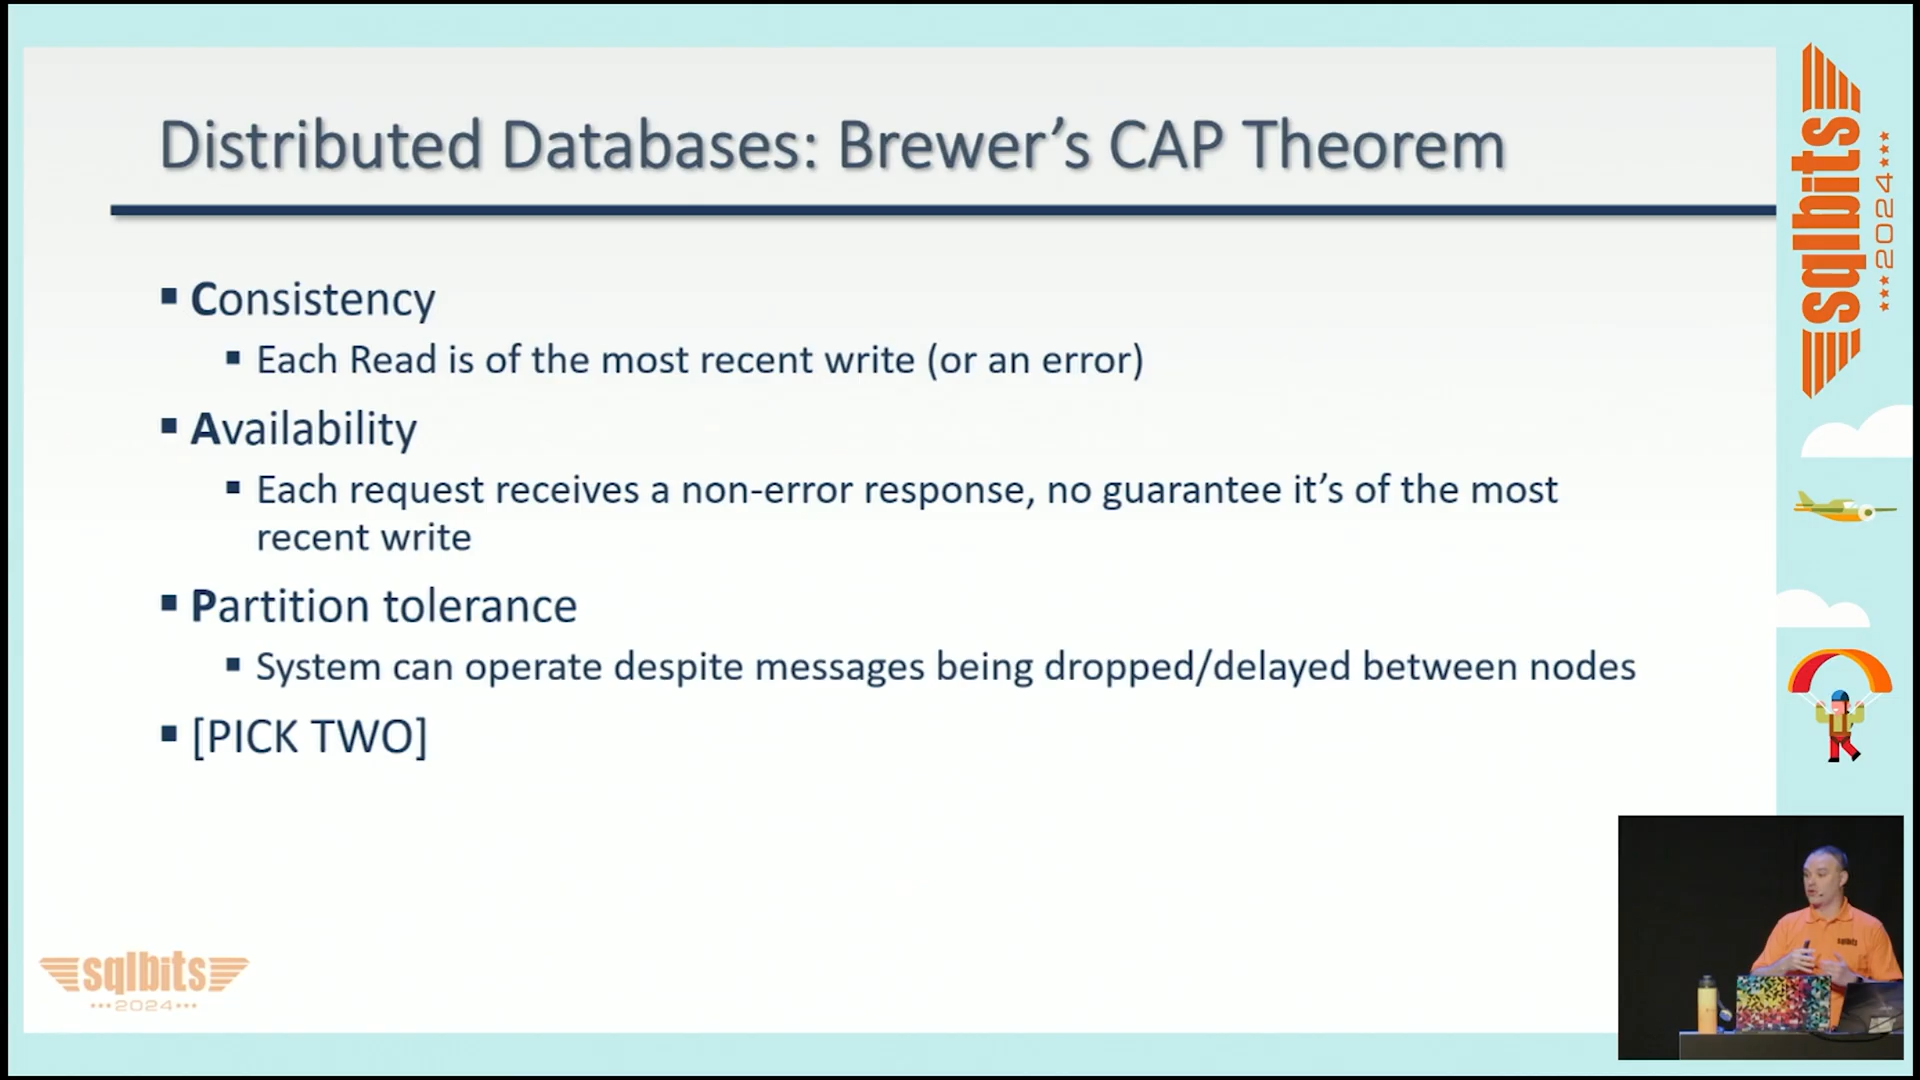 Distributed Databases: Brewer's CAP Theorem
▪ Consistency
▪ Each Read is of the most recent write (or an error)
▪ Availability
▪ Each request receives a non-error response, no guarantee it's of the most
recent write
▪ Partition tolerance
▪ System can operate despite messages being dropped/delayed between nodes
▪ [PICK TWO]
sqlbits
2024
sqlbits
2024
sqlbits